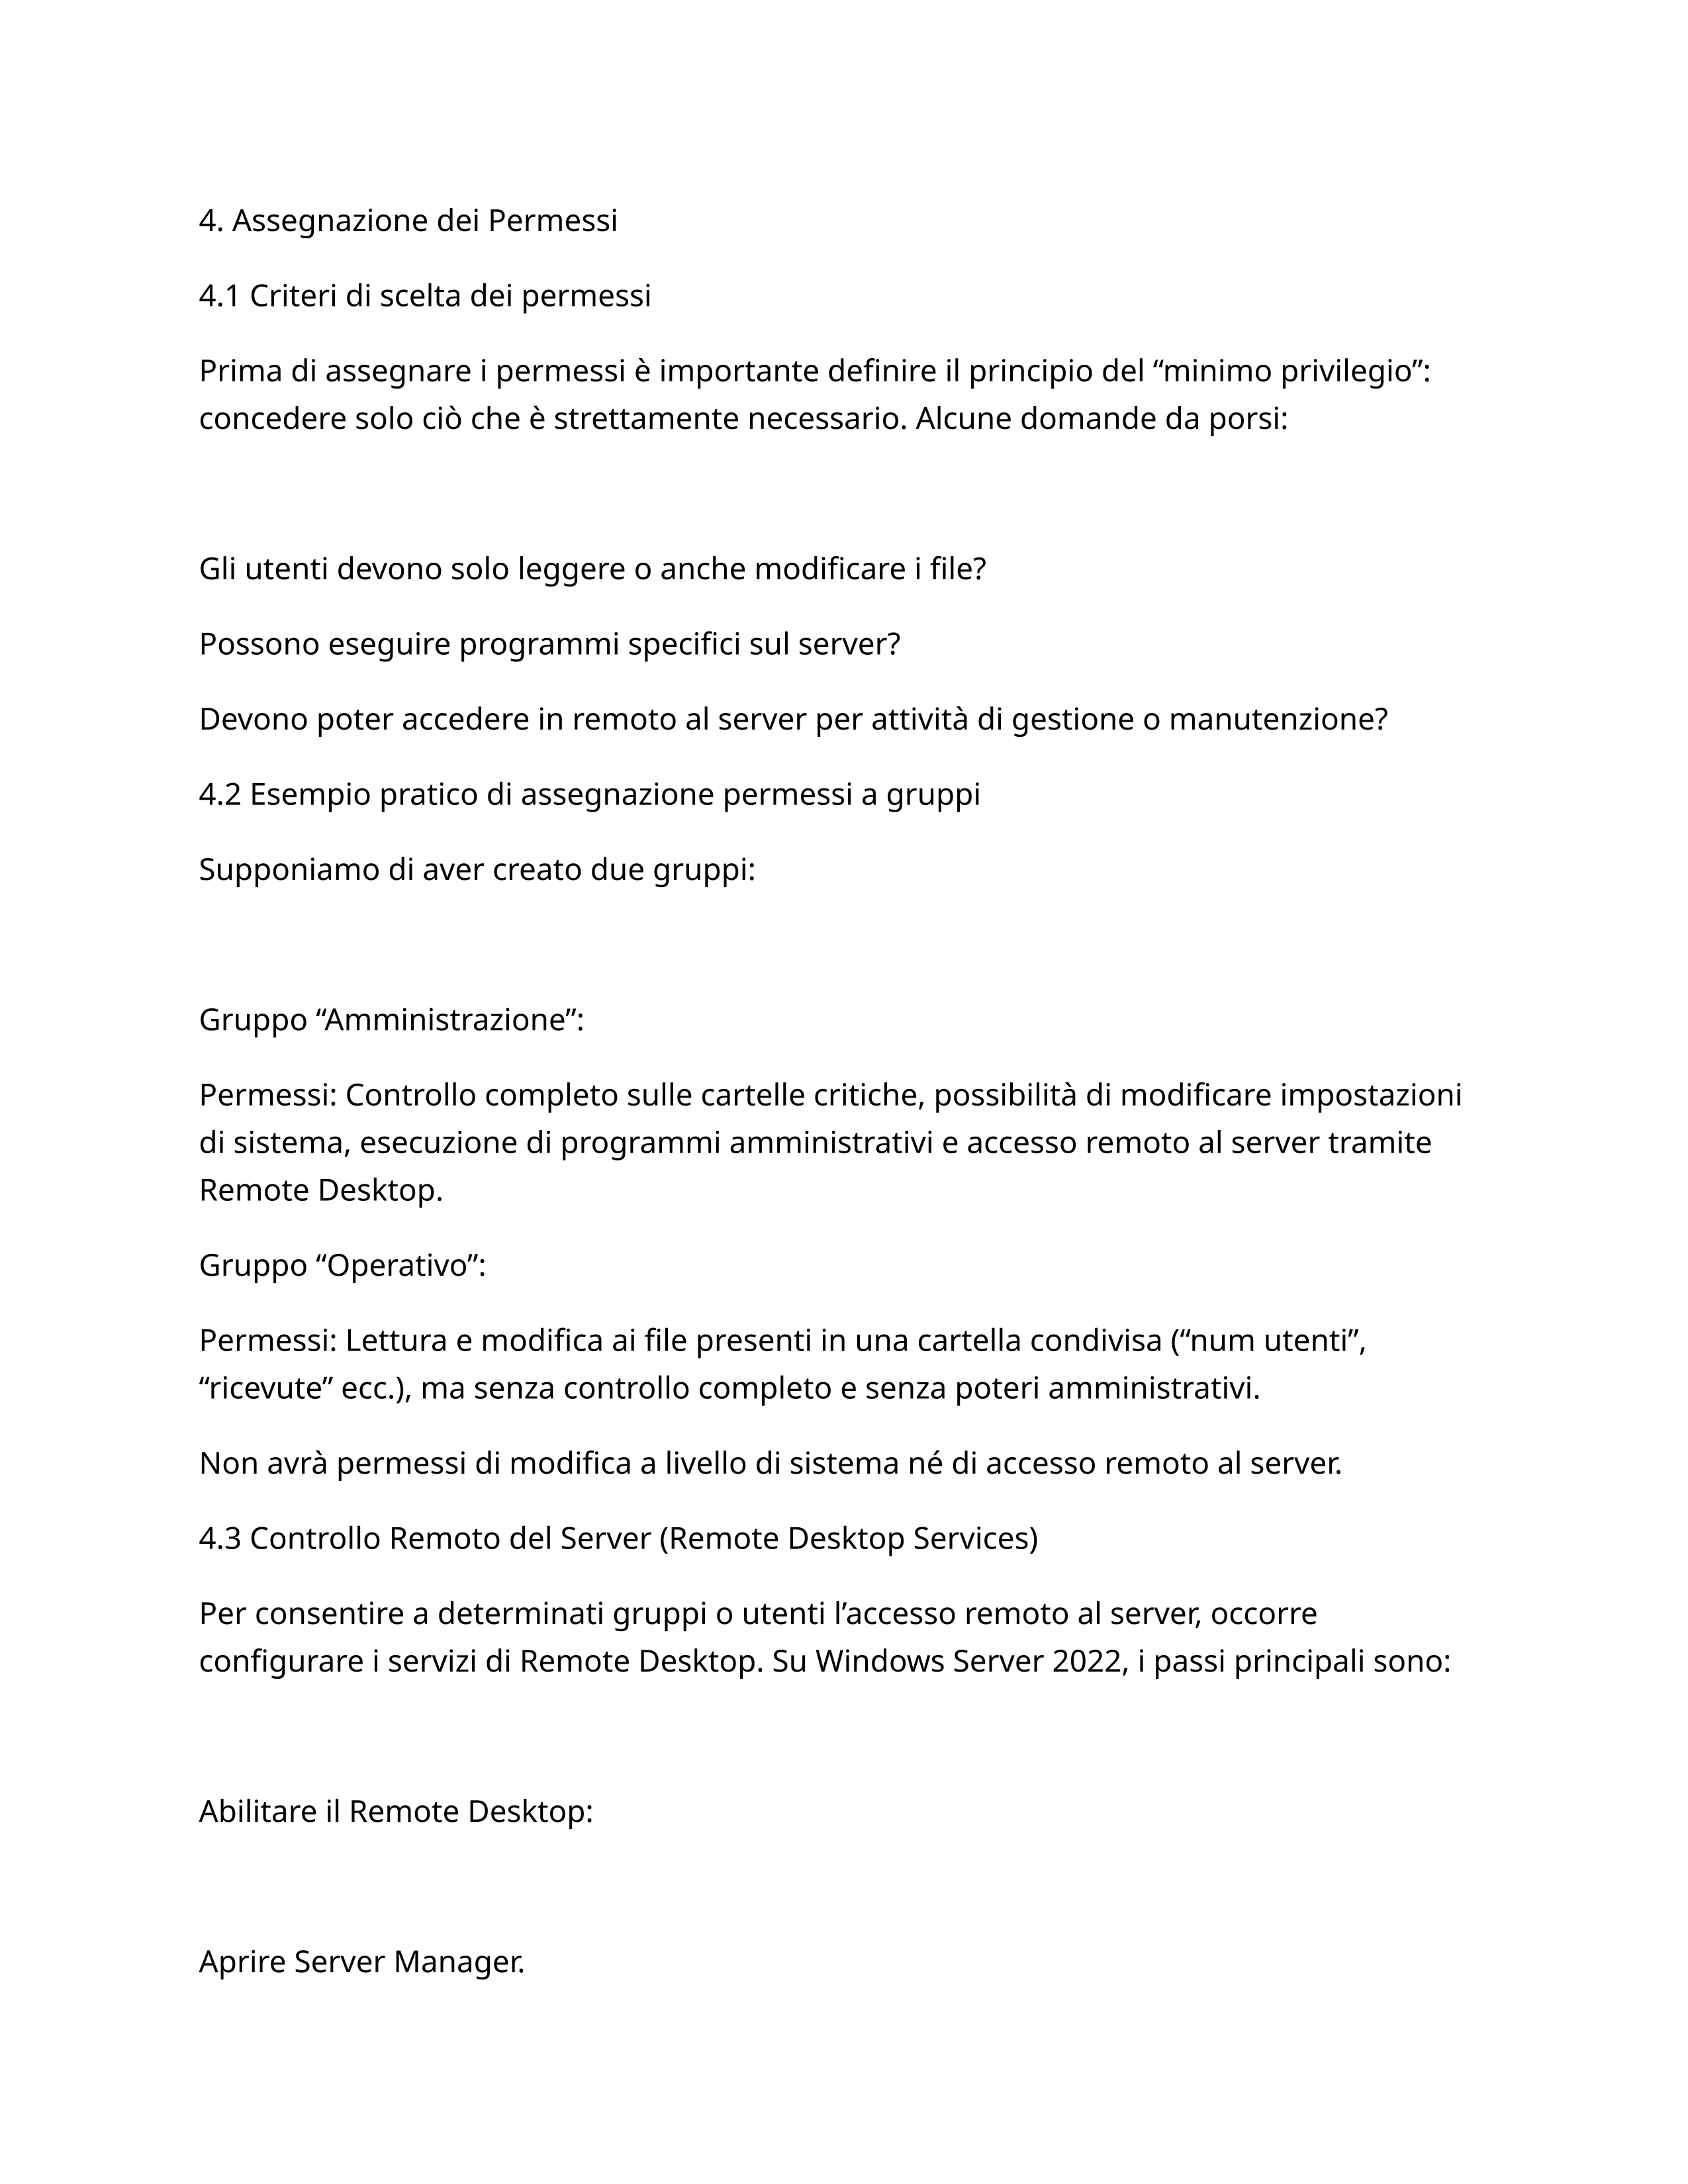 4. Assegnazione dei Permessi
4.1 Criteri di scelta dei permessi
Prima di assegnare i permessi è importante definire il principio del “minimo privilegio”:
concedere solo ciò che è strettamente necessario. Alcune domande da porsi:
Gli utenti devono solo leggere o anche modificare i file?
Possono eseguire programmi specifici sul server?
Devono poter accedere in remoto al server per attività di gestione o manutenzione?
4.2 Esempio pratico di assegnazione permessi a gruppi
Supponiamo di aver creato due gruppi:
Gruppo “Amministrazione”:
Permessi: Controllo completo sulle cartelle critiche, possibilità di modificare impostazioni
di sistema, esecuzione di programmi amministrativi e accesso remoto al server tramite
Remote Desktop.
Gruppo “Operativo”:
Permessi: Lettura e modifica ai file presenti in una cartella condivisa (“num utenti”,
“ricevute” ecc.), ma senza controllo completo e senza poteri amministrativi.
Non avrà permessi di modifica a livello di sistema né di accesso remoto al server.
4.3 Controllo Remoto del Server (Remote Desktop Services)
Per consentire a determinati gruppi o utenti l’accesso remoto al server, occorre
configurare i servizi di Remote Desktop. Su Windows Server 2022, i passi principali sono:
Abilitare il Remote Desktop:
Aprire Server Manager.